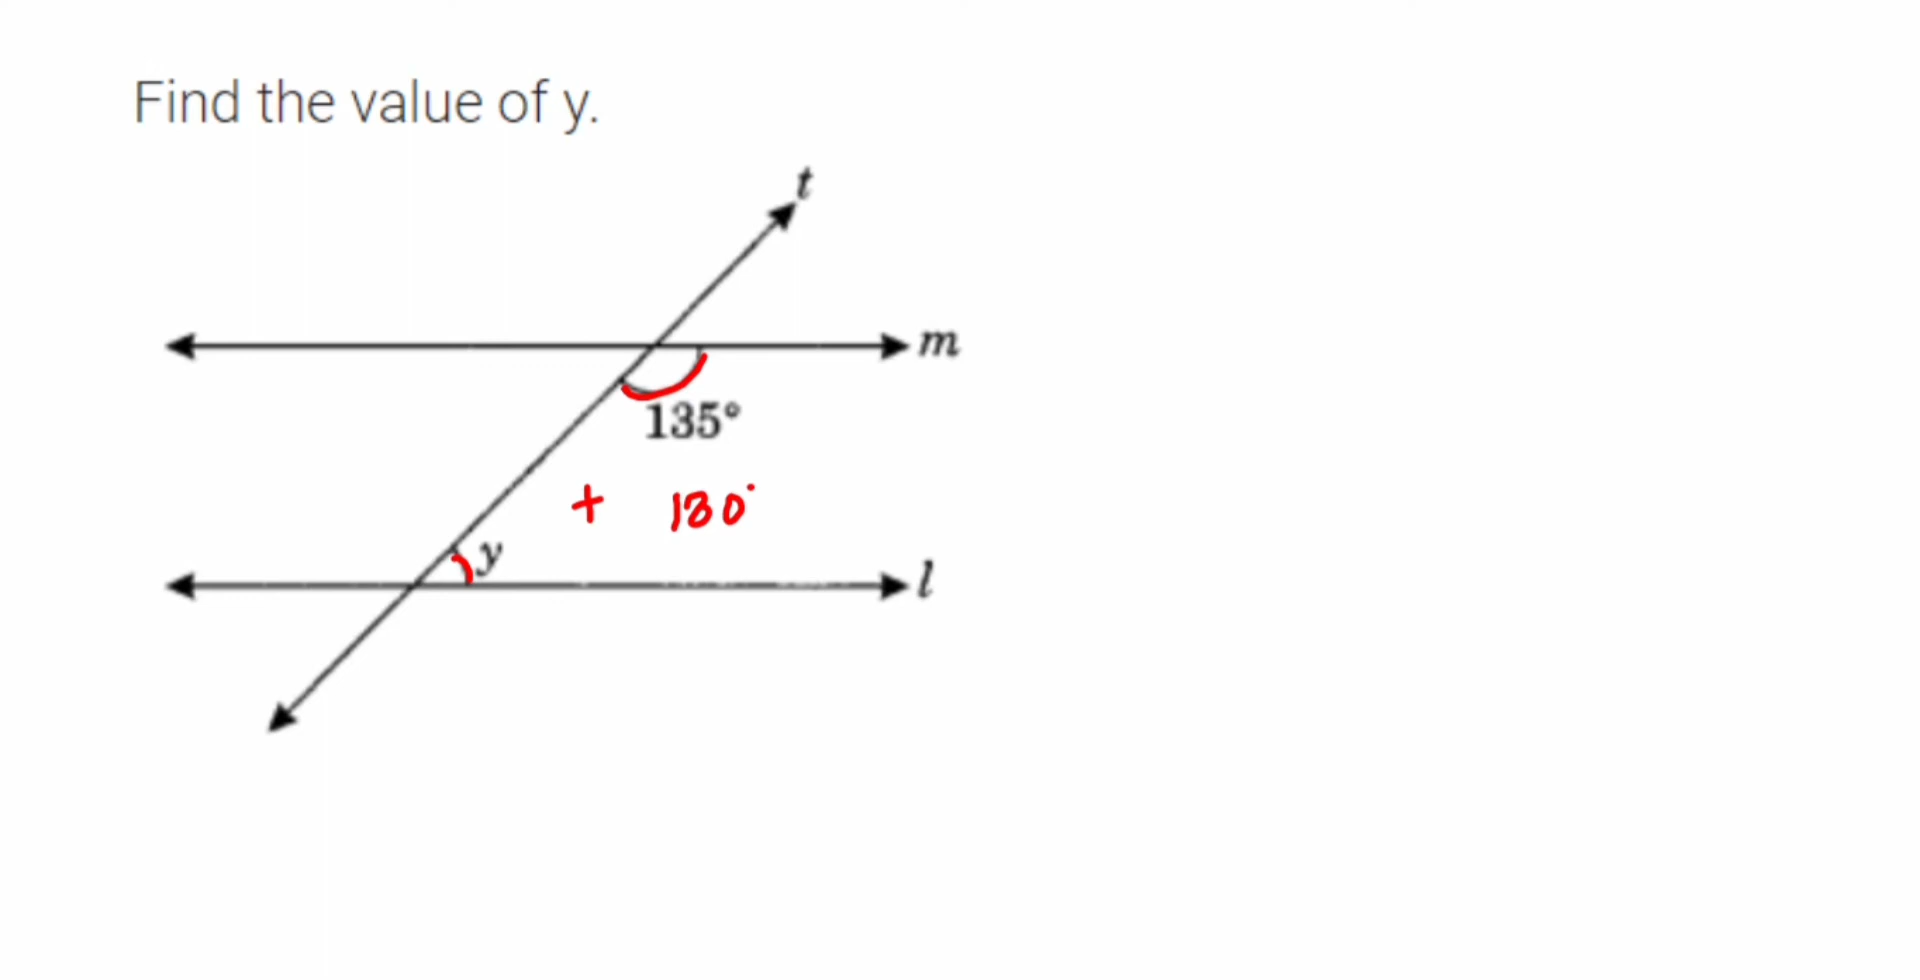 Find the value of y.
t
m
135°
+ 180°
y
l